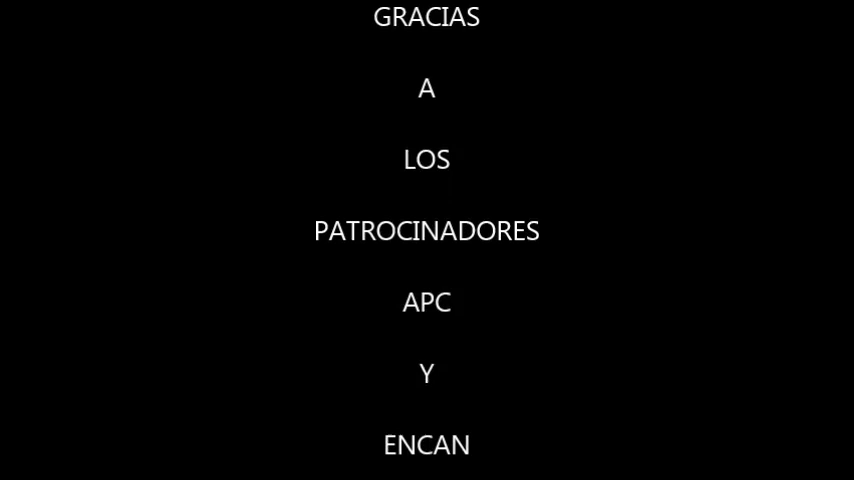 GRACIAS
A
LOS
PATROCINADORES
APC
Y
ENCAN